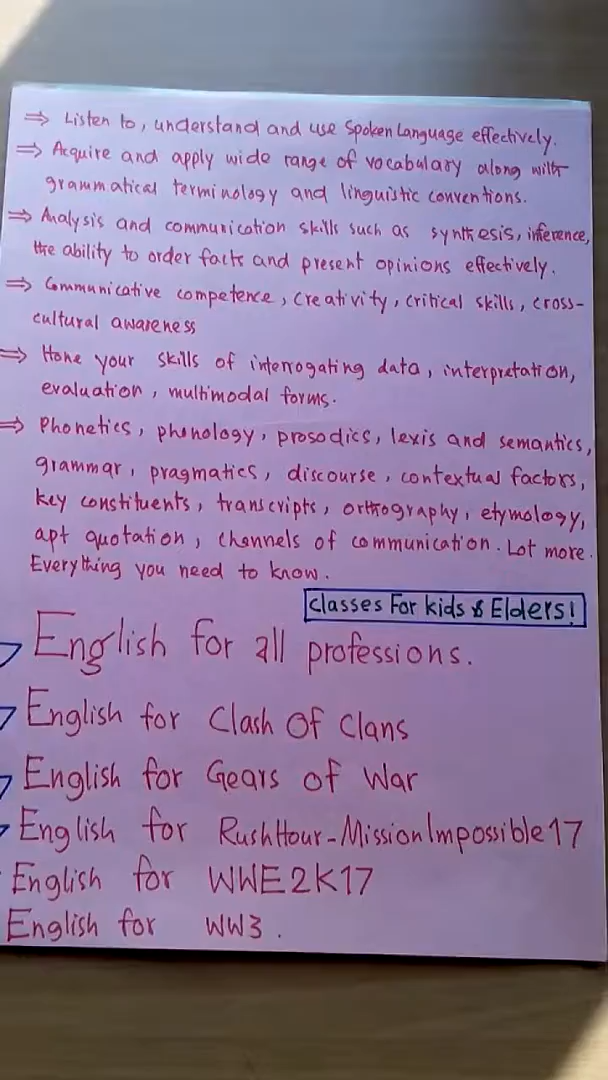 ⇒ Listen to, understand and use Spoken Language effectively.
⇒ Acquire and apply wide range of vocabulary along with
grammatical terminology and linguistic conventions.
⇒ Analysis and communication skills such as synthesis, inference,
the ability to order facts and present opinions effectively.
⇒ Communicative competence, creativity, critical skills, cross-
cultural awareness
⇒ Hone your skills of interrogating data, interpretation,
evaluation, multimodal forms.
⇒ Phonetics, phonology, prosodics, lexis and semantics,
grammar, pragmatics, discourse, contextual factors,
key constituents, transcripts, orthography, etymology,
apt quotation, channels of communication. Lot more.
Everything you need to know.
Classes For kids & Elders!
English for all professions.
English for Clash Of Clans
English for Gears of War
English for RushHour-MissionImpossible17
English for WWE2K17
English for WW3.